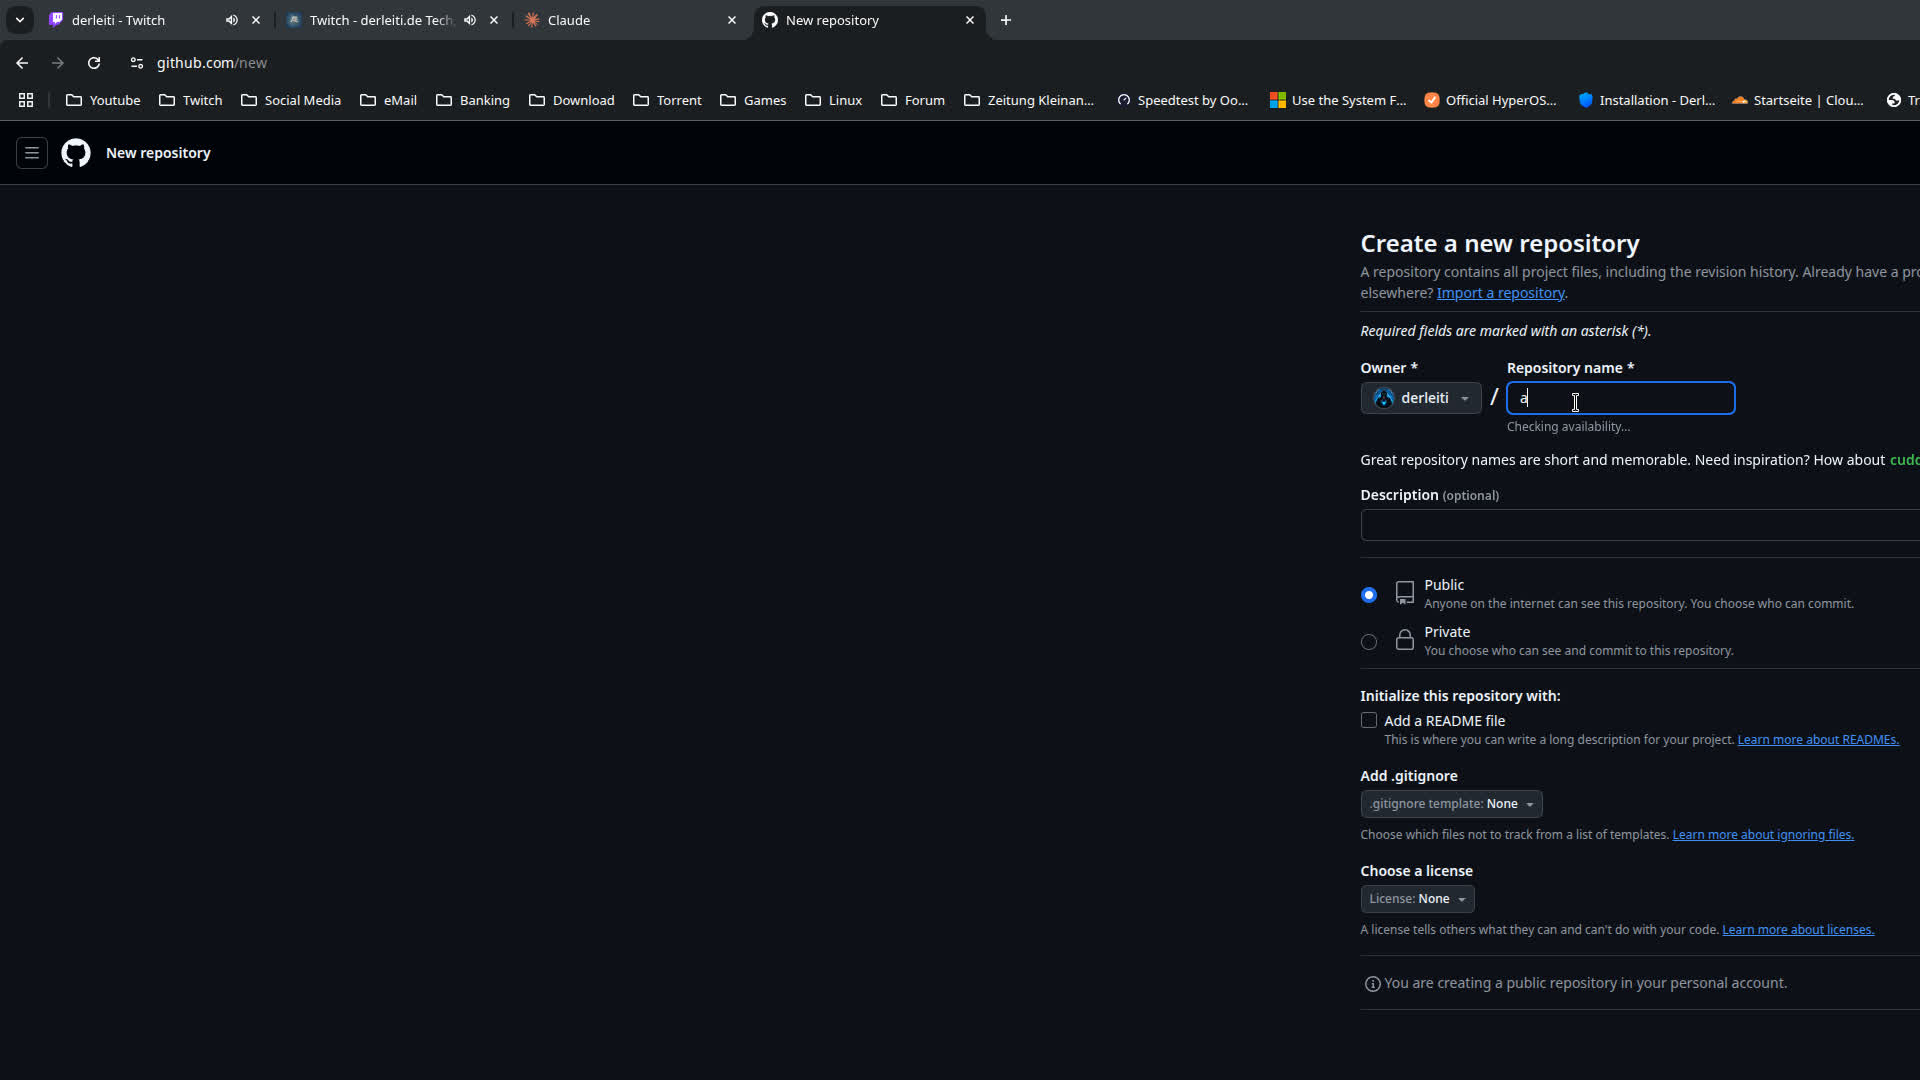 derleiti - Twitch
Twitch - derleiti.de Tech
Claude
New repository
github.com/new
Youtube Twitch Social Media eMail Banking Download Torrent Games Linux Forum Zeitung Kleinan... Speedtest by Oo... Use the System F... Official HyperOS... Installation - Derl... Startseite | Clou... Tr
New repository
Create a new repository
A repository contains all project files, including the revision history. Already have a pro
elsewhere? Import a repository.
Required fields are marked with an asterisk (*).
Owner * Repository name *
derleiti / a
Checking availability...
Great repository names are short and memorable. Need inspiration? How about cudd
Description (optional)
Public
Anyone on the internet can see this repository. You choose who can commit.
Private
You choose who can see and commit to this repository.
Initialize this repository with:
Add a README file
This is where you can write a long description for your project. Learn more about READMEs.
Add .gitignore
.gitignore template: None
Choose which files not to track from a list of templates. Learn more about ignoring files.
Choose a license
License: None
A license tells others what they can and can't do with your code. Learn more about licenses.
You are creating a public repository in your personal account.